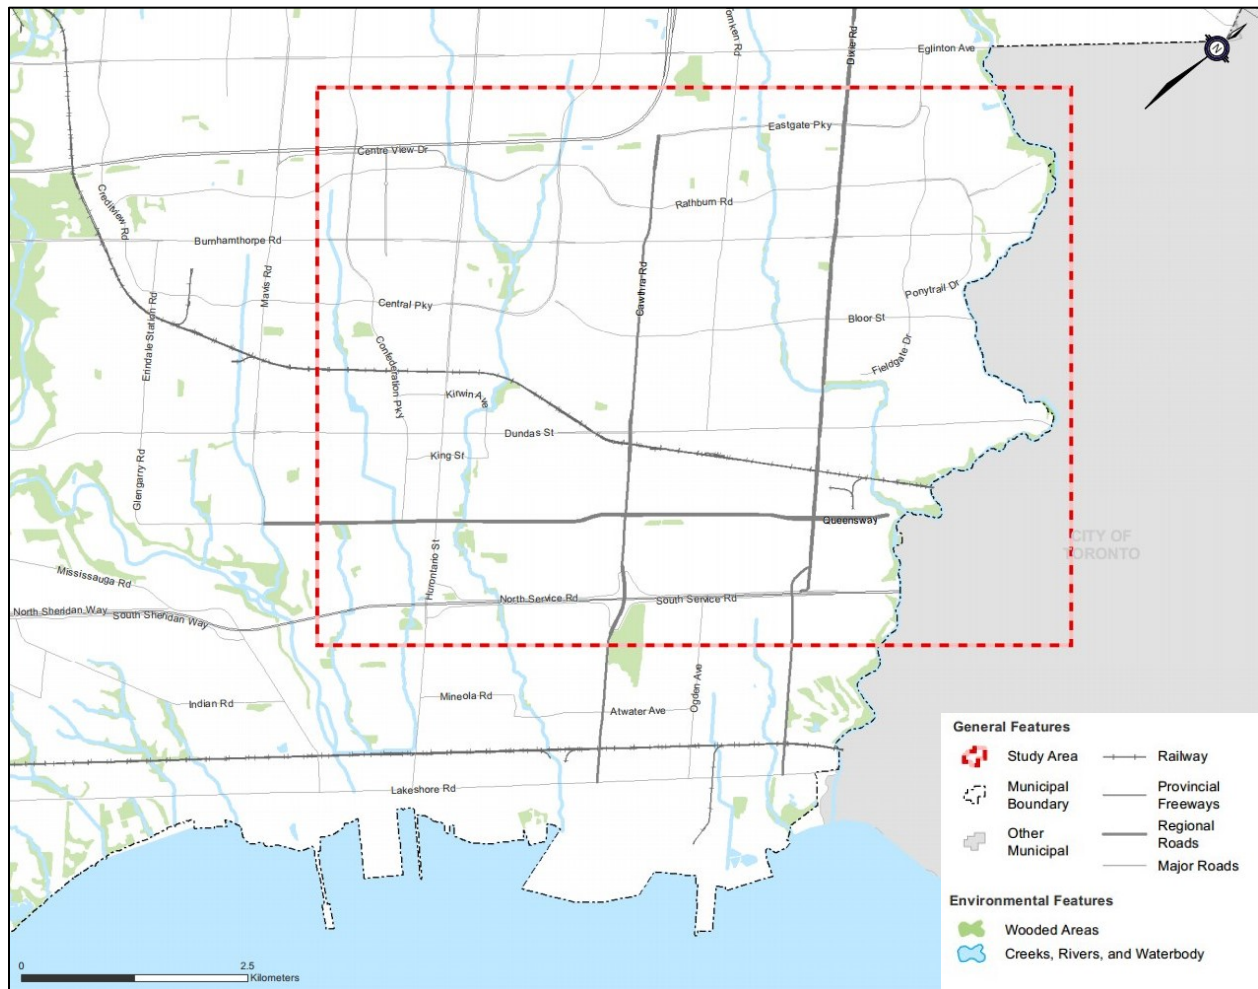 Tomken Rd
Dixie Rd
Eglinton Ave
N
Eastgate Pky
Centre View Dr
Creditview Rd
Rathburn Rd
Burnhamthorpe Rd
Mavis Rd
Cawthra Rd
Ponytrail Dr
Erindale Station Rd
Central Pky
Bloor St
Confederation Pky
Fieldgate Dr
Kirwin Ave
Dundas St
King St
Glengarry Rd
Queensway
CITY OF
TORONTO
Hurontario St
Mississauga Rd
North Service Rd
South Service Rd
North Sheridan Way
South Sheridan Way
Mineola Rd
Ogden Ave
Indian Rd
Atwater Ave
Lakeshore Rd
General Features
Study Area
Railway
Municipal
Boundary
Provincial
Freeways
Other
Municipal
Regional
Roads
Major Roads
Environmental Features
Wooded Areas
Creeks, Rivers, and Waterbody
0
2.5
Kilometers